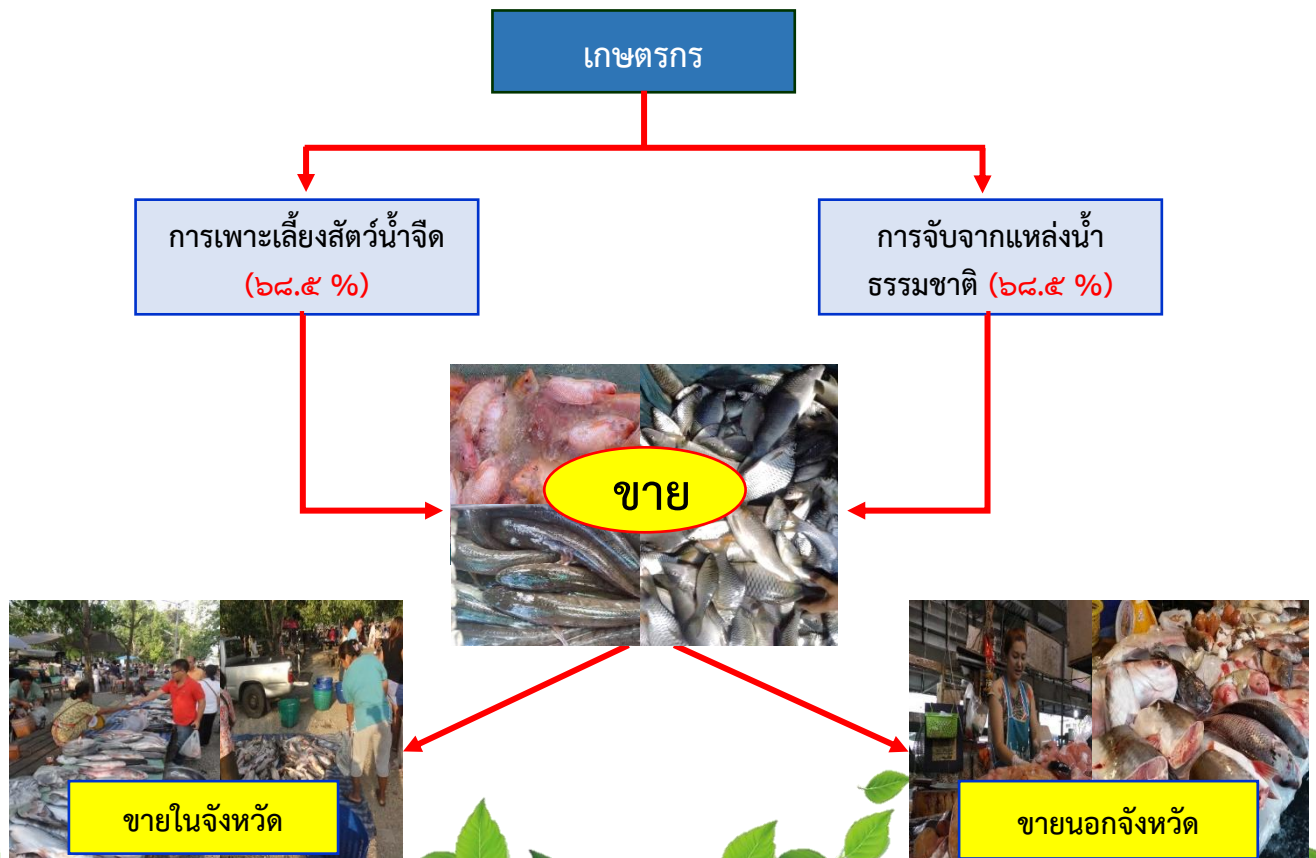 เกษตรกร
การเพาะเลี้ยงสัตว์น้ำจืด
(๖๘.๕ %)
การจับจากแหล่งน้ำ
ธรรมชาติ (๖๘.๕ %)
ขาย
ขายในจังหวัด
ขายนอกจังหวัด